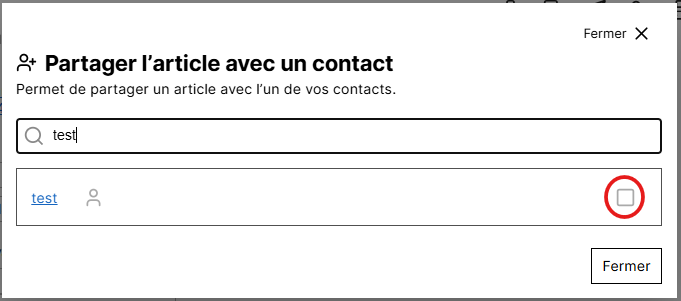 Fermer
Partager l’article avec un contact
Permet de partager un article avec l’un de vos contacts.
test
test
Fermer